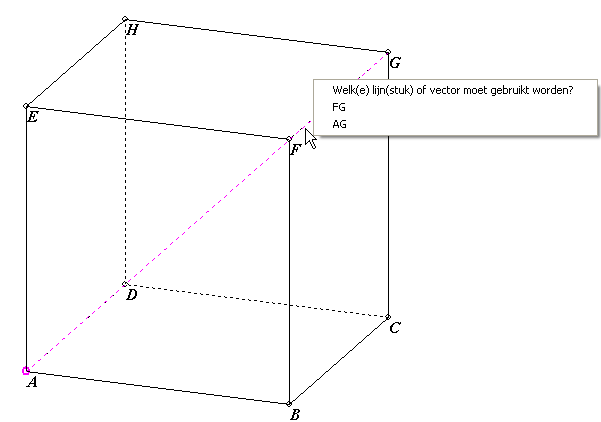 H
G
Welk(e) lijn(stuk) of vector moet gebruikt worden?
FG
AG
E
F
D
C
A
B